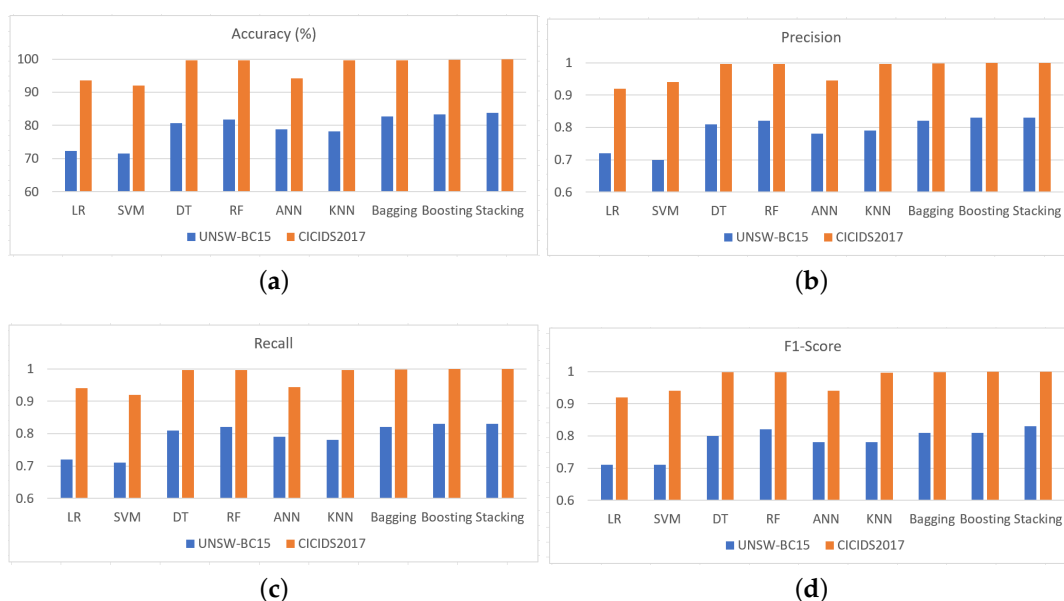 Accuracy (%)
100
90
80
70
60
LR SVM DT RF ANN KNN Bagging Boosting Stacking
UNSW-BC15 CICIDS2017
(a)
Precision
1
0.9
0.8
0.7
0.6
LR SVM DT RF ANN KNN Bagging Boosting Stacking
UNSW-BC15 CICIDS2017
(b)
Recall
1
0.9
0.8
0.7
0.6
LR SVM DT RF ANN KNN Bagging Boosting Stacking
UNSW-BC15 CICIDS2017
(c)
F1-Score
1
0.9
0.8
0.7
0.6
LR SVM DT RF ANN KNN Bagging Boosting Stacking
UNSW-BC15 CICIDS2017
(d)